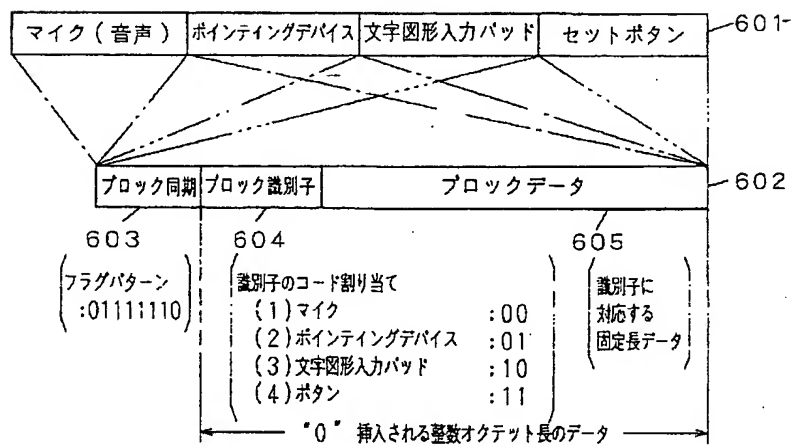 マイク(音声) ポインティングデバイス 文字図形入力パッド セットボタン 601
ブロック同期 ブロック識別子 ブロックデータ 602
603 604 605
フラグパターン
:01111110
識別子のコード割り当て
(1)マイク :00
(2)ポインティングデバイス :01
(3)文字図形入力パッド :10
(4)ボタン :11
識別子に
対応する
固定長データ
"0" 挿入される整数オクテット長のデータ